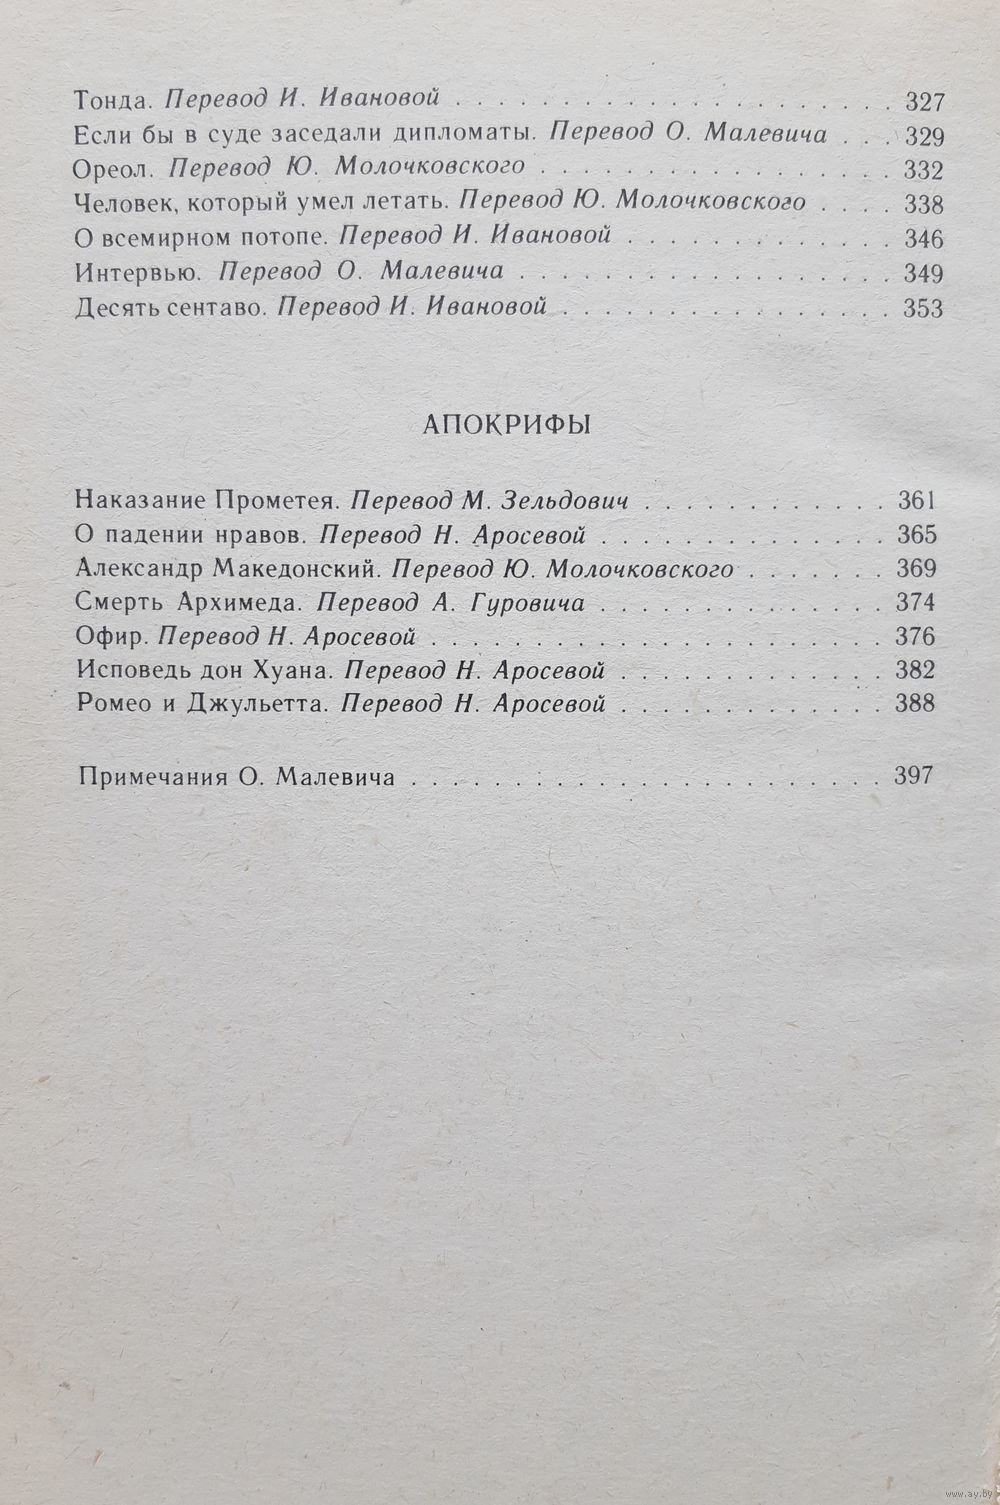 Тонда. Перевод И. Ивановой . . . . . . . . . . . . . . . . 327
Если бы в суде заседали дипломаты. Перевод О. Малевича . . . 329
Ореол. Перевод Ю. Молочковского . . . . . . . . . . . . . . 332
Человек, который умел летать. Перевод Ю. Молочковского . . . . 338
О всемирном потопе. Перевод И. Ивановой . . . . . . . . . . 346
Интервью. Перевод О. Малевича . . . . . . . . . . . . . . 349
Десять сентаво. Перевод И. Ивановой . . . . . . . . . . . . 353
АПОКРИФЫ
Наказание Прометея. Перевод М. Зельдович . . . . . . . . . 361
О падении нравов. Перевод Н. Аросевой . . . . . . . . . . . 365
Александр Македонский. Перевод Ю. Молочковского . . . . . . . 369
Смерть Архимеда. Перевод А. Гуровича . . . . . . . . . . . 374
Офир. Перевод Н. Аросевой . . . . . . . . . . . . . . . . . 376
Исповедь дон Хуана. Перевод Н. Аросевой . . . . . . . . . . 382
Ромео и Джульетта. Перевод Н. Аросевой . . . . . . . . . . 388
Примечания О. Малевича . . . . . . . . . . . . . . . . . 397
www.ay.by